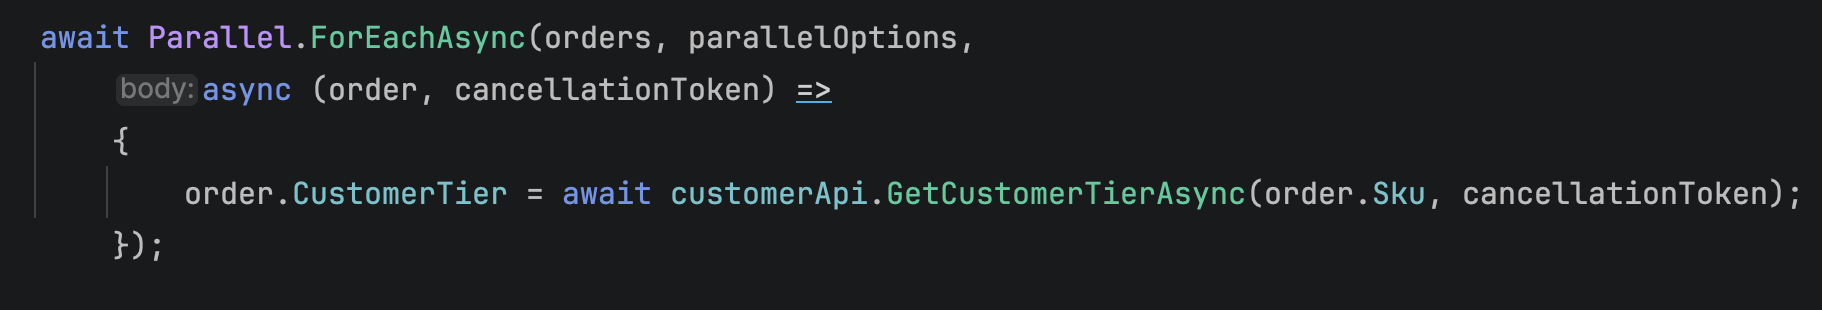 await Parallel.ForEachAsync(orders, parallelOptions,
body: async (order, cancellationToken) =>
{
order.CustomerTier = await customerApi.GetCustomerTierAsync(order.Sku, cancellationToken);
});